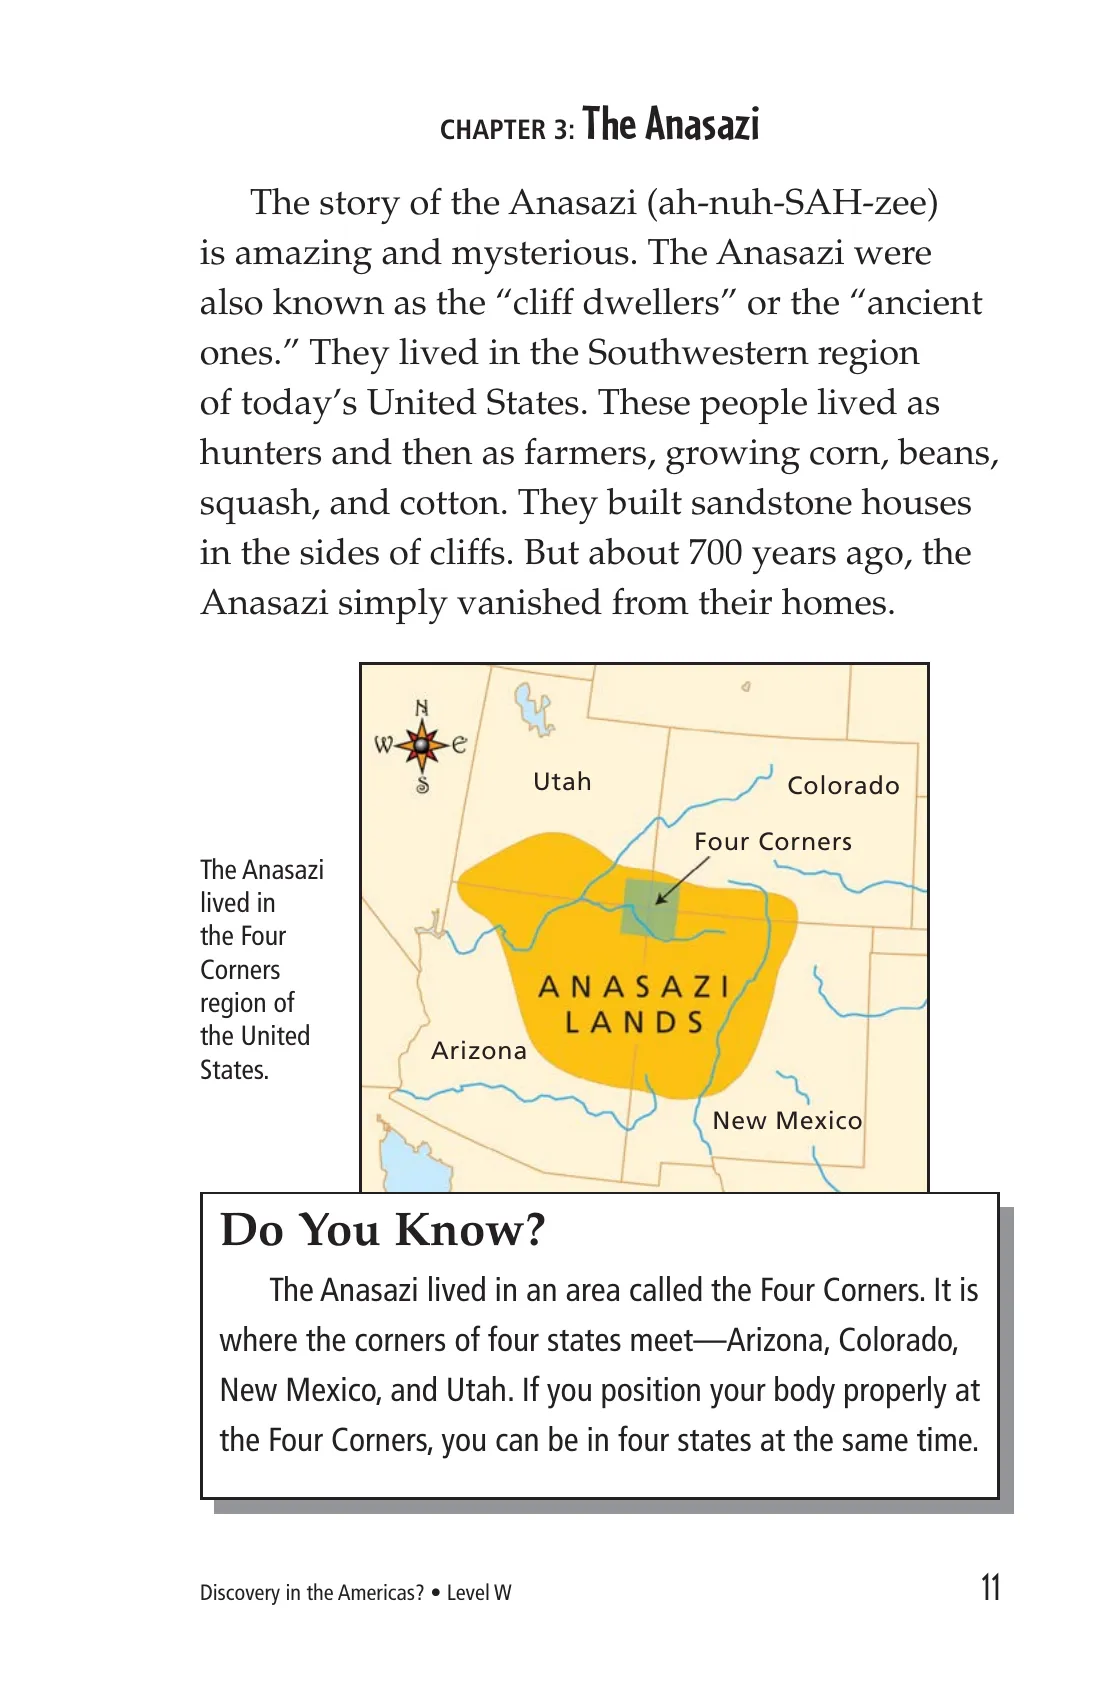 CHAPTER 3: The Anasazi
The story of the Anasazi (ah-nuh-SAH-zee)
is amazing and mysterious. The Anasazi were
also known as the “cliff dwellers” or the “ancient
ones.” They lived in the Southwestern region
of today’s United States. These people lived as
hunters and then as farmers, growing corn, beans,
squash, and cotton. They built sandstone houses
in the sides of cliffs. But about 700 years ago, the
Anasazi simply vanished from their homes.
The Anasazi
lived in
the Four
Corners
region of
the United
States.
N
W E
S
Utah
Colorado
Four Corners
ANASAZI
LANDS
Arizona
New Mexico
Do You Know?
The Anasazi lived in an area called the Four Corners. It is
where the corners of four states meet—Arizona, Colorado,
New Mexico, and Utah. If you position your body properly at
the Four Corners, you can be in four states at the same time.
Discovery in the Americas? • Level W
11